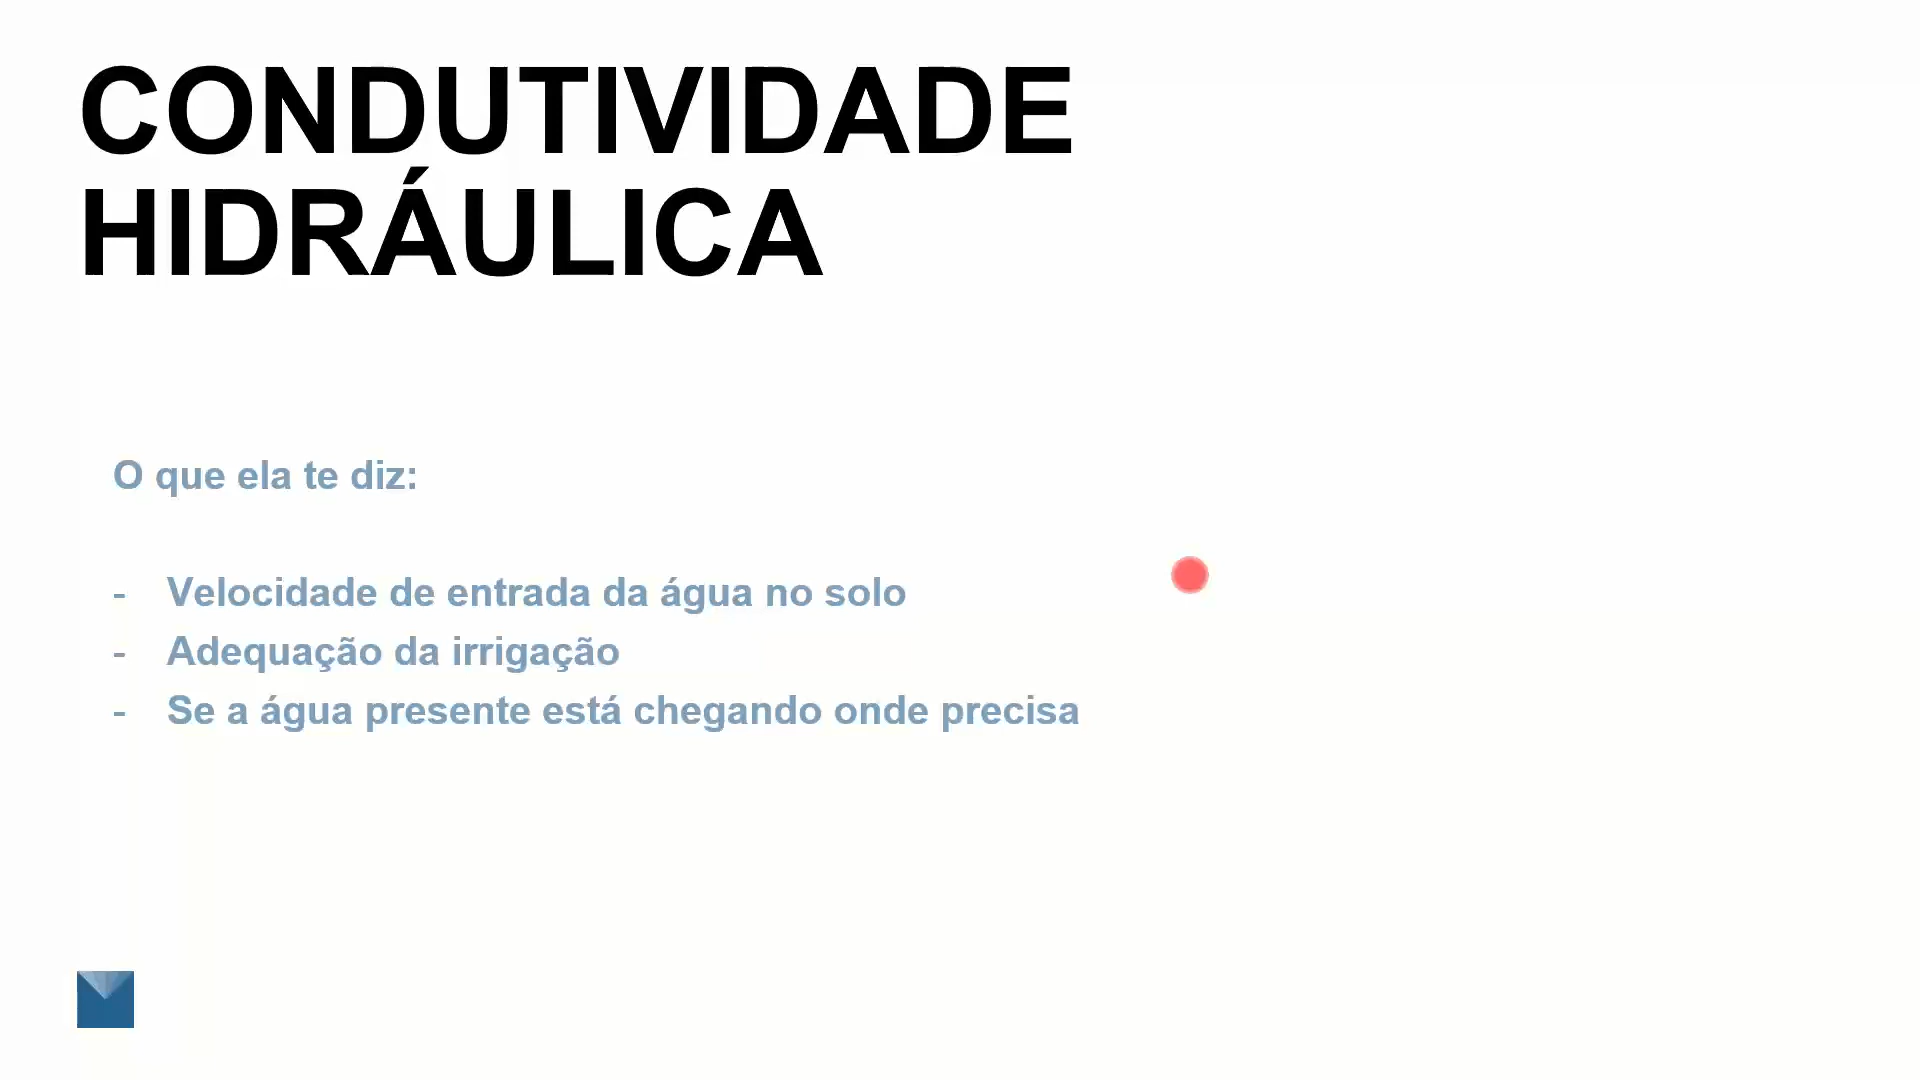 CONDUTIVIDADE
HIDRÁULICA
O que ela te diz:
- Velocidade de entrada da água no solo
- Adequação da irrigação
- Se a água presente está chegando onde precisa